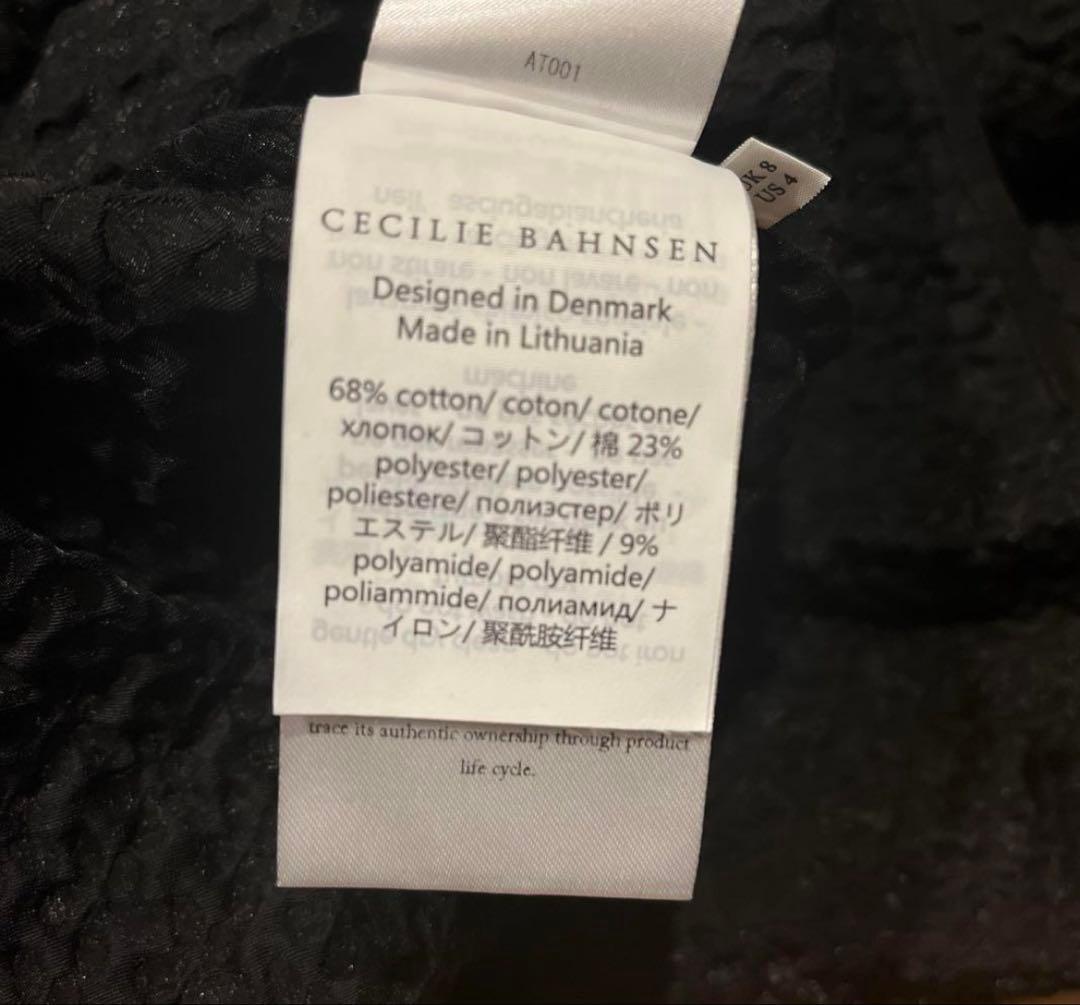 AT001
UK 8
US 4
CECILIE BAHNSEN
Designed in Denmark
Made in Lithuania
68% cotton/ coton/ cotone/
хлопок/ コットン/ 棉 23%
polyester/ polyester/
poliestere/ полиэстер/ ポリ
エステル/ 聚酯纤维 / 9%
polyamide/ polyamide/
poliammide/ полиамид/ ナ
イロン/ 聚酰胺纤维
trace its authentic ownership through product
life cycle.